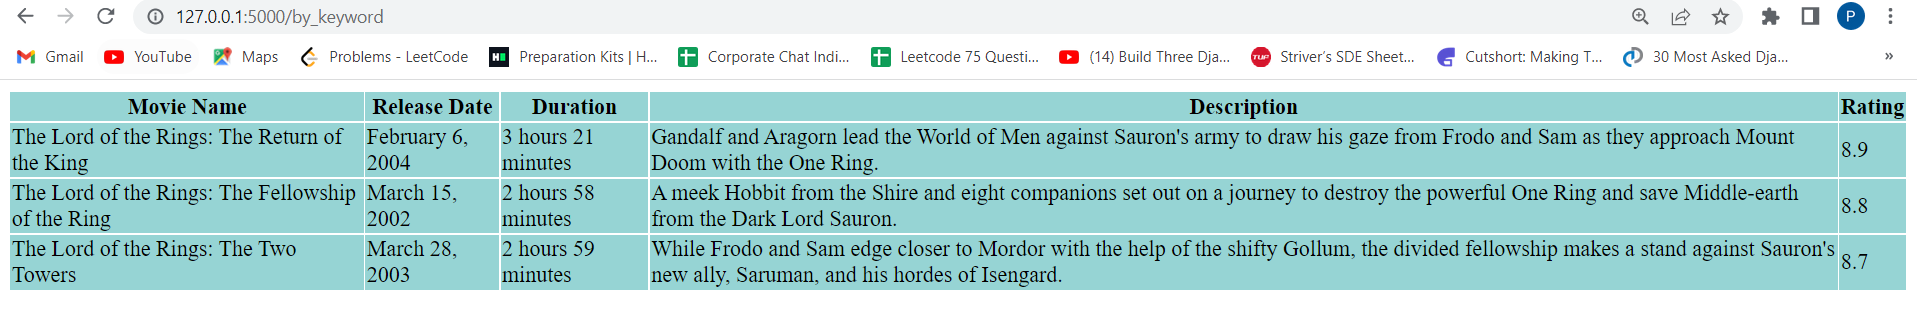 127.0.0.1:5000/by_keyword
P
Gmail YouTube Maps Problems - LeetCode Preparation Kits | H... Corporate Chat Indi... Leetcode 75 Questi... (14) Build Three Dja... TUF Striver's SDE Sheet... Cutshort: Making T... 30 Most Asked Dja... »
Movie Name Release Date Duration Description Rating
The Lord of the Rings: The Return of
the King
February 6,
2004
3 hours 21
minutes
Gandalf and Aragorn lead the World of Men against Sauron's army to draw his gaze from Frodo and Sam as they approach Mount
Doom with the One Ring.
8.9
The Lord of the Rings: The Fellowship
of the Ring
March 15,
2002
2 hours 58
minutes
A meek Hobbit from the Shire and eight companions set out on a journey to destroy the powerful One Ring and save Middle-earth
from the Dark Lord Sauron.
8.8
The Lord of the Rings: The Two
Towers
March 28,
2003
2 hours 59
minutes
While Frodo and Sam edge closer to Mordor with the help of the shifty Gollum, the divided fellowship makes a stand against Sauron's
new ally, Saruman, and his hordes of Isengard.
8.7